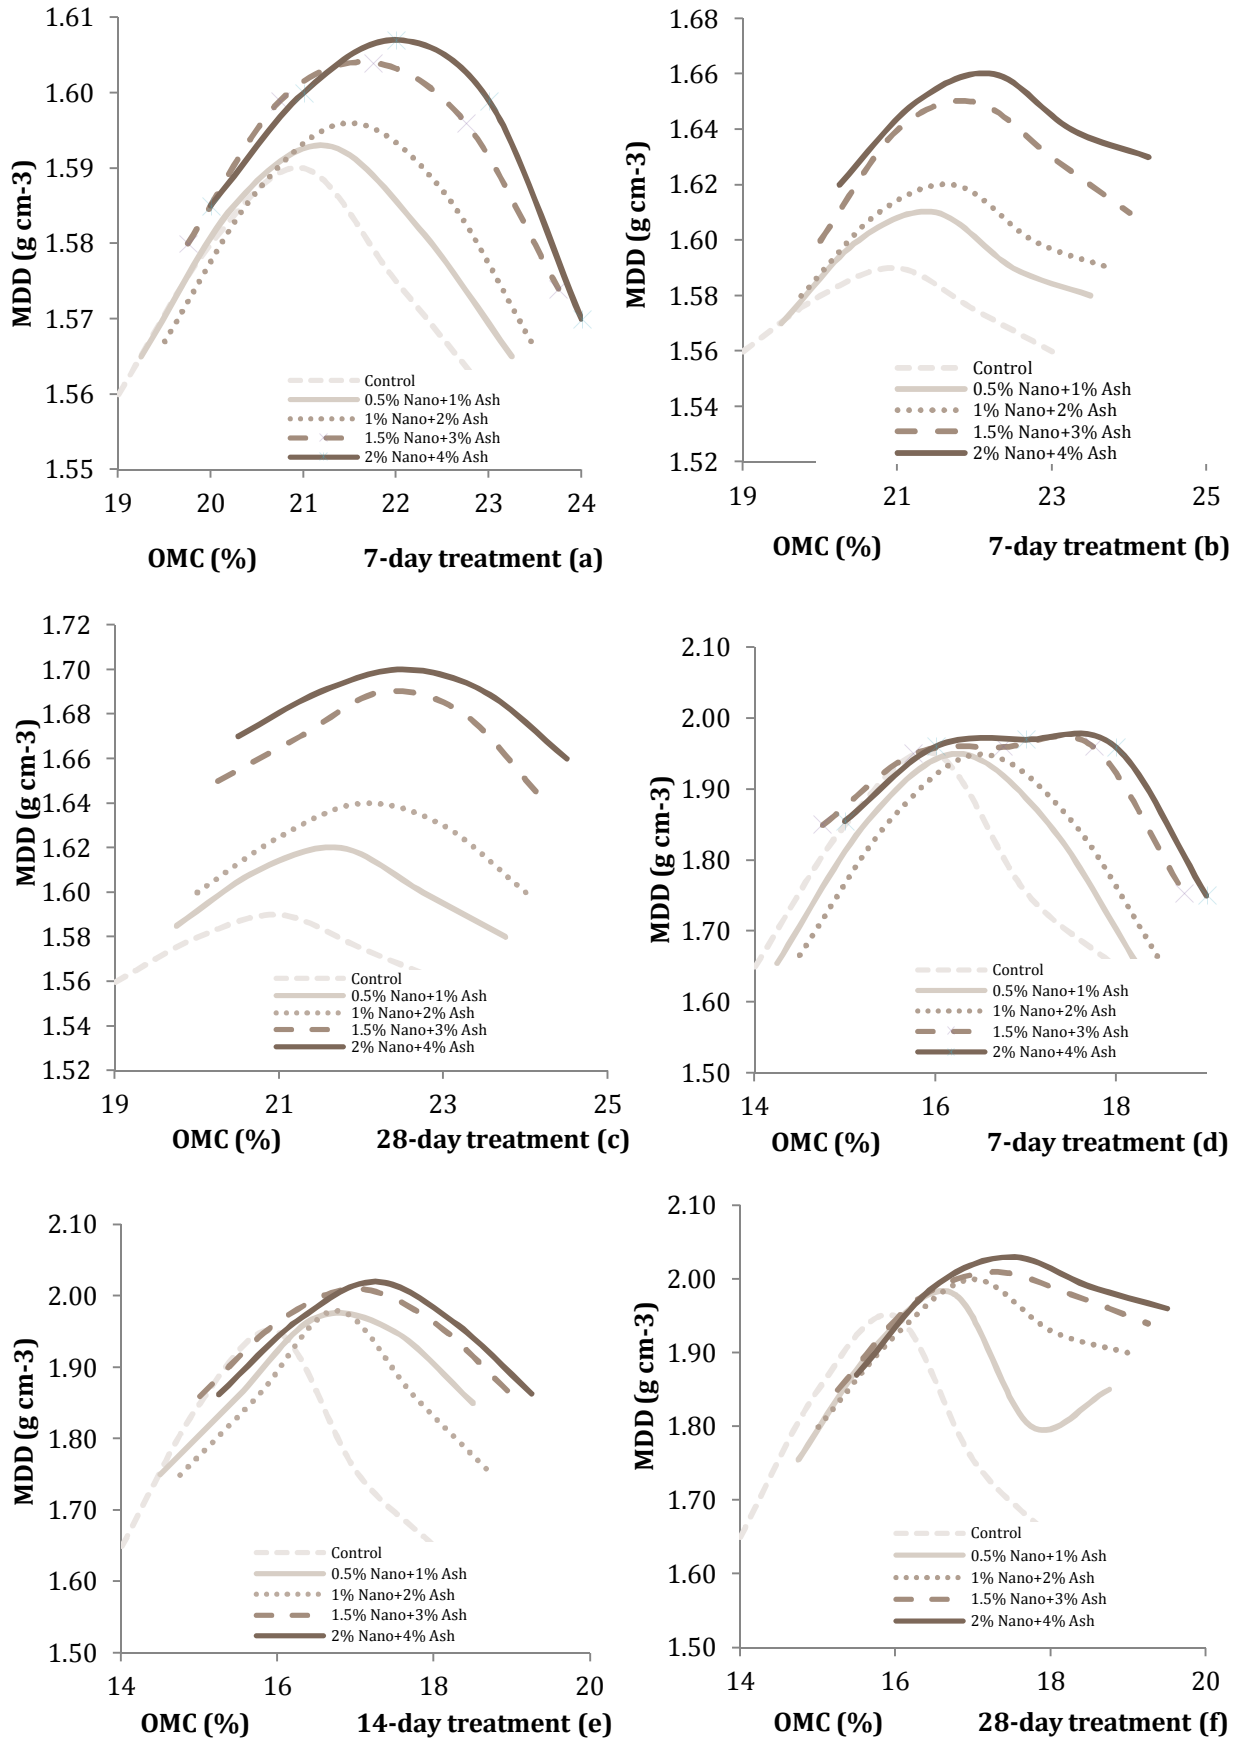 1.61
1.60
1.59
1.58
1.57
1.56
1.55
MDD (g cm-3)
Control
0.5% Nano+1% Ash
1% Nano+2% Ash
1.5% Nano+3% Ash
2% Nano+4% Ash
19 20 21 22 23 24
OMC (%) 7-day treatment (a)
1.68
1.66
1.64
1.62
1.60
1.58
1.56
1.54
1.52
MDD (g cm-3)
Control
0.5% Nano+1% Ash
1% Nano+2% Ash
1.5% Nano+3% Ash
2% Nano+4% Ash
19 21 23 25
OMC (%) 7-day treatment (b)
1.72
1.70
1.68
1.66
1.64
1.62
1.60
1.58
1.56
1.54
1.52
MDD (g cm-3)
Control
0.5% Nano+1% Ash
1% Nano+2% Ash
1.5% Nano+3% Ash
2% Nano+4% Ash
19 21 23 25
OMC (%) 28-day treatment (c)
2.10
2.00
1.90
1.80
1.70
1.60
1.50
MDD (g cm-3)
Control
0.5% Nano+1% Ash
1% Nano+2% Ash
1.5% Nano+3% Ash
2% Nano+4% Ash
14 16 18
OMC (%) 7-day treatment (d)
2.10
2.00
1.90
1.80
1.70
1.60
1.50
MDD (g cm-3)
Control
0.5% Nano+1% Ash
1% Nano+2% Ash
1.5% Nano+3% Ash
2% Nano+4% Ash
14 16 18 20
OMC (%) 14-day treatment (e)
2.10
2.00
1.90
1.80
1.70
1.60
1.50
MDD (g cm-3)
Control
0.5% Nano+1% Ash
1% Nano+2% Ash
1.5% Nano+3% Ash
2% Nano+4% Ash
14 16 18 20
OMC (%) 28-day treatment (f)